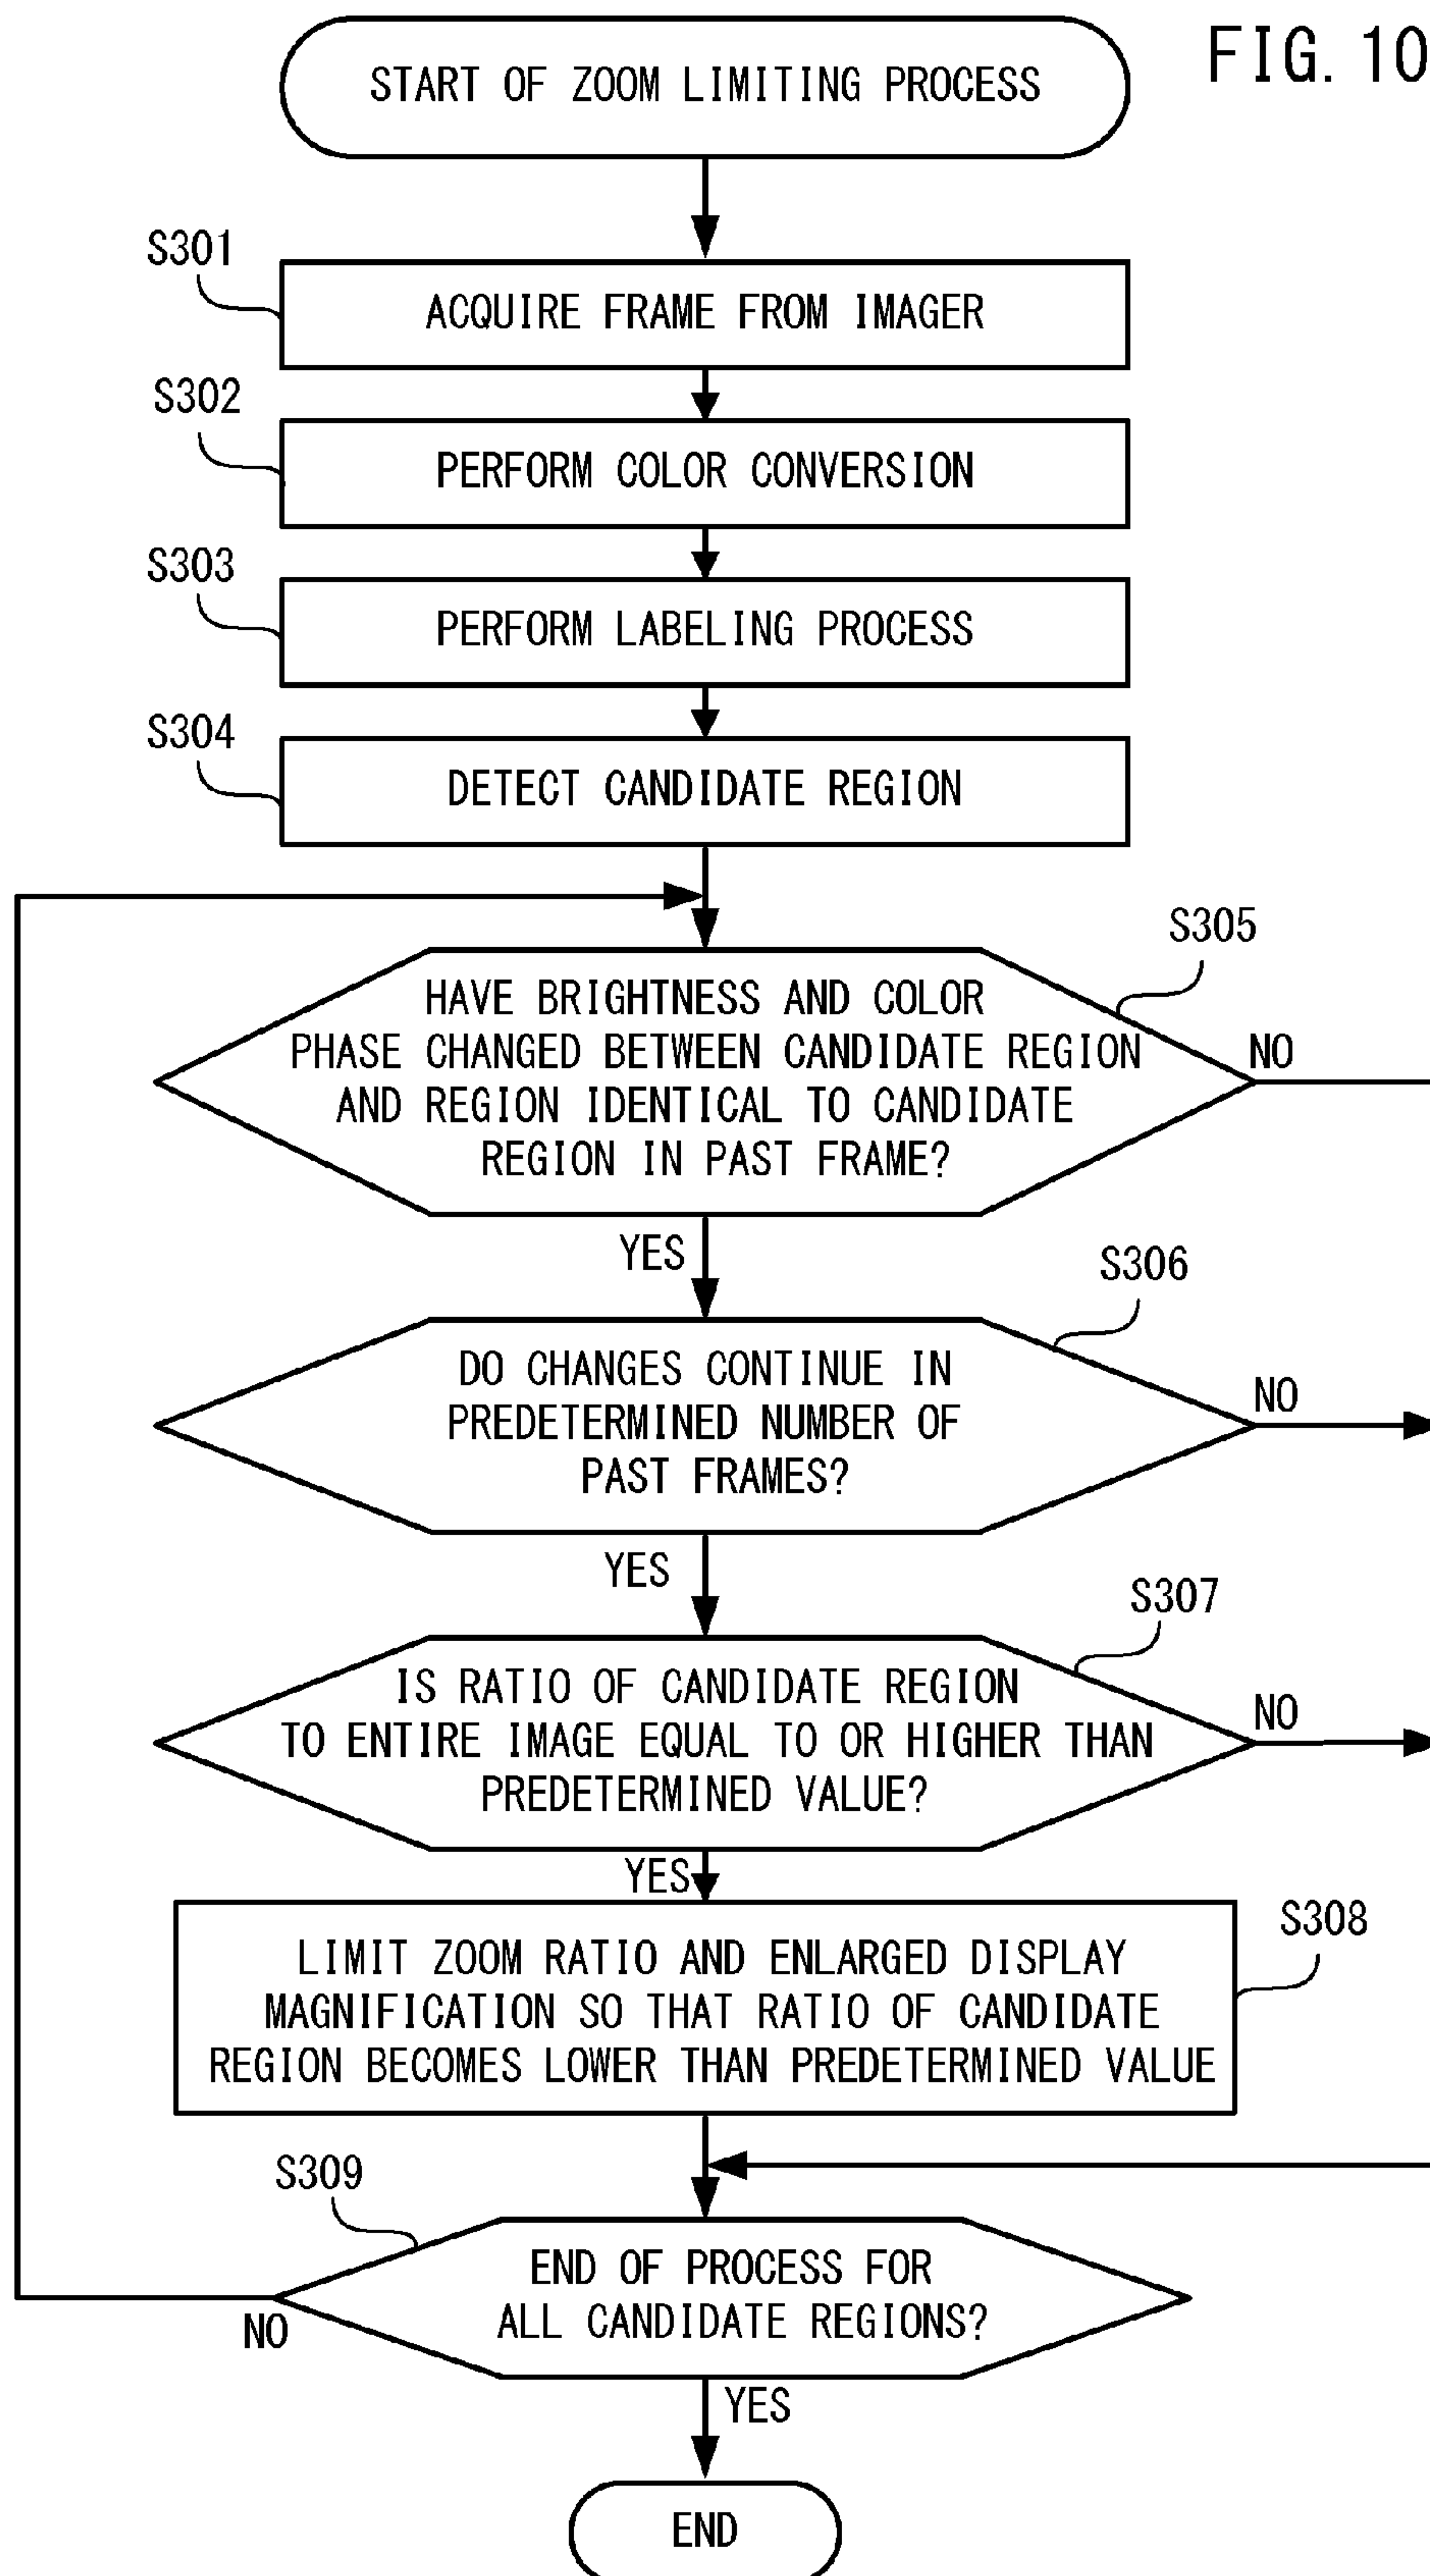 FIG. 10
START OF ZOOM LIMITING PROCESS
S301
ACQUIRE FRAME FROM IMAGER
S302
PERFORM COLOR CONVERSION
S303
PERFORM LABELING PROCESS
S304
DETECT CANDIDATE REGION
S305
HAVE BRIGHTNESS AND COLOR
PHASE CHANGED BETWEEN CANDIDATE REGION
AND REGION IDENTICAL TO CANDIDATE
REGION IN PAST FRAME?
NO
YES
S306
DO CHANGES CONTINUE IN
PREDETERMINED NUMBER OF
PAST FRAMES?
NO
YES
S307
IS RATIO OF CANDIDATE REGION
TO ENTIRE IMAGE EQUAL TO OR HIGHER THAN
PREDETERMINED VALUE?
NO
YES
S308
LIMIT ZOOM RATIO AND ENLARGED DISPLAY
MAGNIFICATION SO THAT RATIO OF CANDIDATE
REGION BECOMES LOWER THAN PREDETERMINED VALUE
S309
END OF PROCESS FOR
ALL CANDIDATE REGIONS?
NO
YES
END